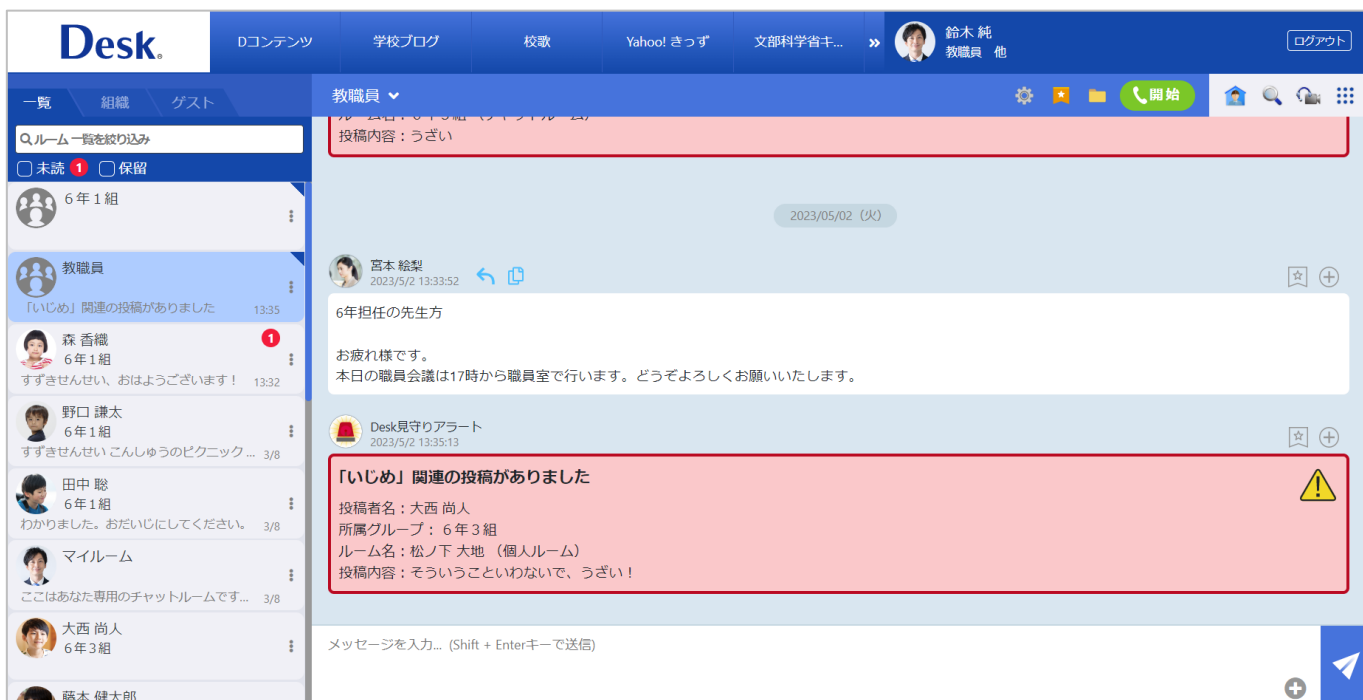 Desk.
Dコンテンツ
学校ブログ
校歌
Yahoo! きっず
文部科学省キ...
»
鈴木 純
教職員 他
ログアウト
一覧
組織
ゲスト
教職員
開始
ルーム一覧を絞り込み
未読 1 保留
6年1組
教職員
「いじめ」関連の投稿がありました 13:35
森 香織 1
6年1組
すずきせんせい、おはようございます! 13:32
野口 謙太
6年1組
すずきせんせい こんしゅうのピクニック... 3/8
田中 聡
6年1組
わかりました。おだいじにしてください。 3/8
マイルーム
ここはあなた専用のチャットルームです... 3/8
大西 尚人
6年3組
藤本 健太郎
ルーム名:6年3組 (チャットルーム)
投稿内容:うざい
2023/05/02 (火)
宮本 絵梨
2023/5/2 13:33:52
6年担任の先生方
お疲れ様です。
本日の職員会議は17時から職員室で行います。どうぞよろしくお願いいたします。
Desk見守りアラート
2023/5/2 13:35:13
「いじめ」関連の投稿がありました
投稿者名:大西 尚人
所属グループ:6年3組
ルーム名:松ノ下 大地 (個人ルーム)
投稿内容:そういうこといわないで、うざい!
メッセージを入力... (Shift + Enterキーで送信)